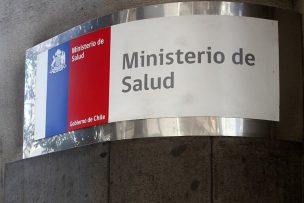 Ministerio de
Salud
Gobierno de Chile
Ministerio de
Salud